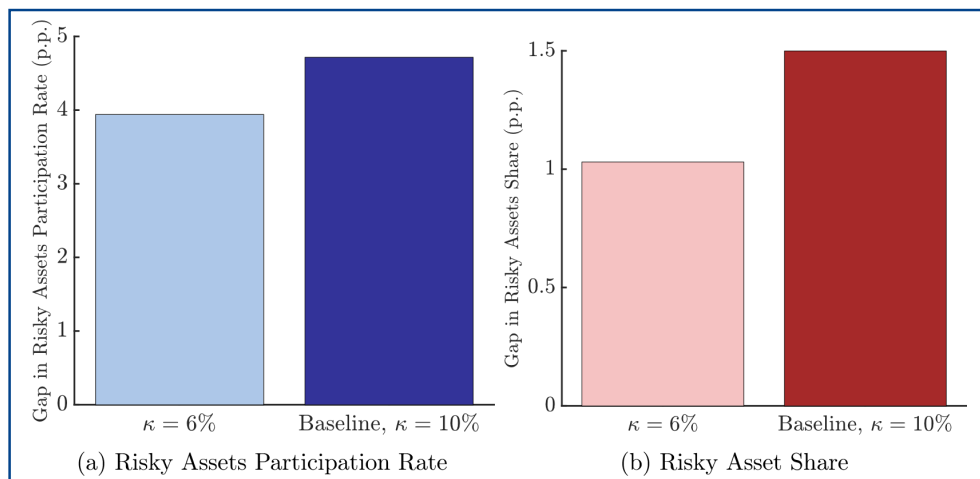 Gap in Risky Assets Participation Rate (p.p.)
5
4
3
2
1
0
κ = 6%
Baseline, κ = 10%
(a) Risky Assets Participation Rate
Gap in Risky Assets Share (p.p.)
1.5
1
0.5
0
κ = 6%
Baseline, κ = 10%
(b) Risky Asset Share